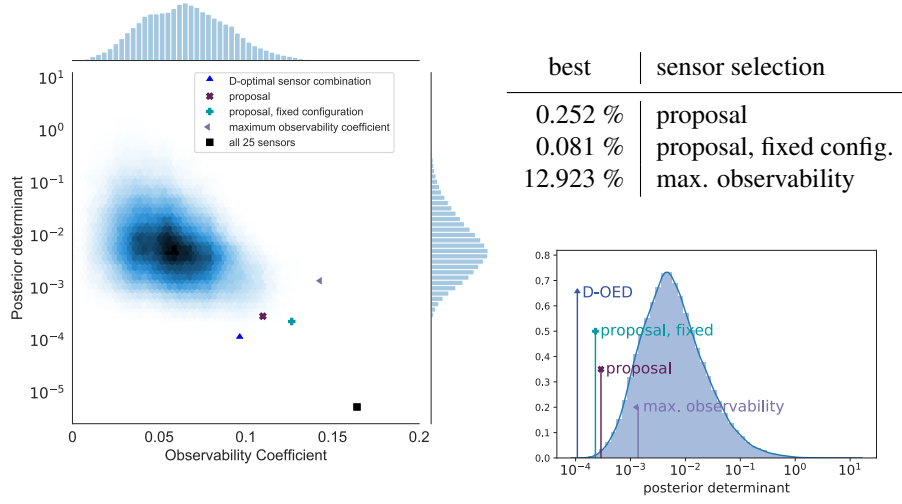 10⁻¹
10⁰
10⁻¹
10⁻²
10⁻³
10⁻⁴
10⁻⁵
Posterior determinant
D-optimal sensor combination
proposal
proposal, fixed configuration
maximum observability coefficient
all 25 sensors
0 0.05 0.1 0.15 0.2
Observability Coefficient
best sensor selection
0.252 % proposal
0.081 % proposal, fixed config.
12.923 % max. observability
0.8
0.7
0.6
0.5
0.4
0.3
0.2
0.1
0.0
D-OED
proposal, fixed
proposal
max. observability
10⁻⁴ 10⁻³ 10⁻² 10⁻¹ 10⁰ 10¹
posterior determinant